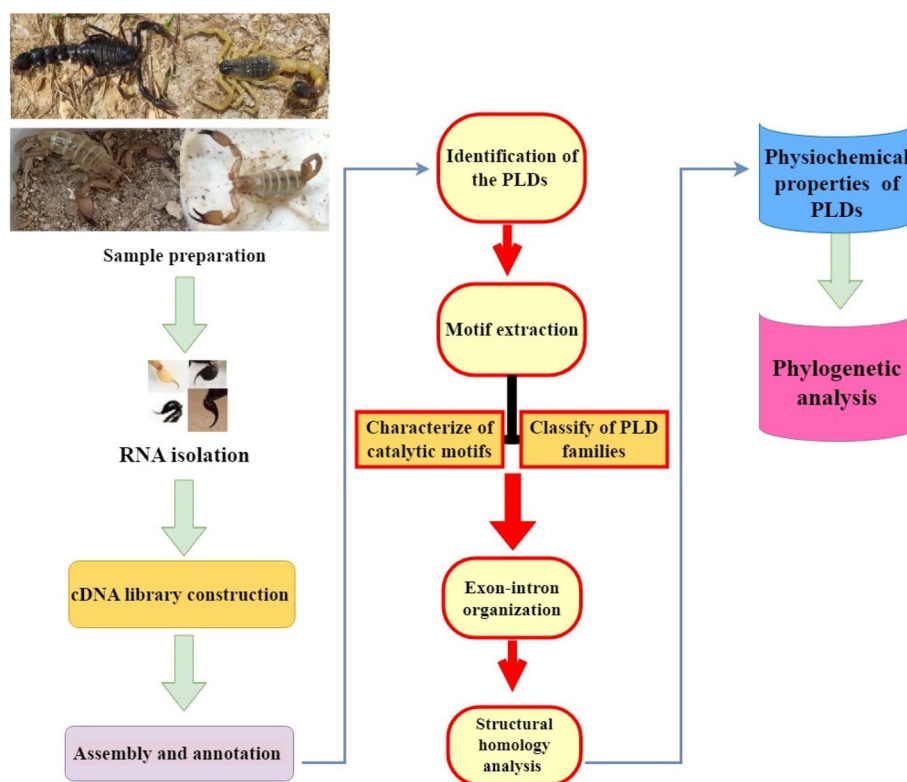 Sample preparation
RNA isolation
cDNA library construction
Assembly and annotation
Identification of
the PLDs
Motif extraction
Characterize of
catalytic motifs
Classify of PLD
families
Exon-intron
organization
Structural
homology
analysis
Physiochemical
properties of
PLDs
Phylogenetic
analysis